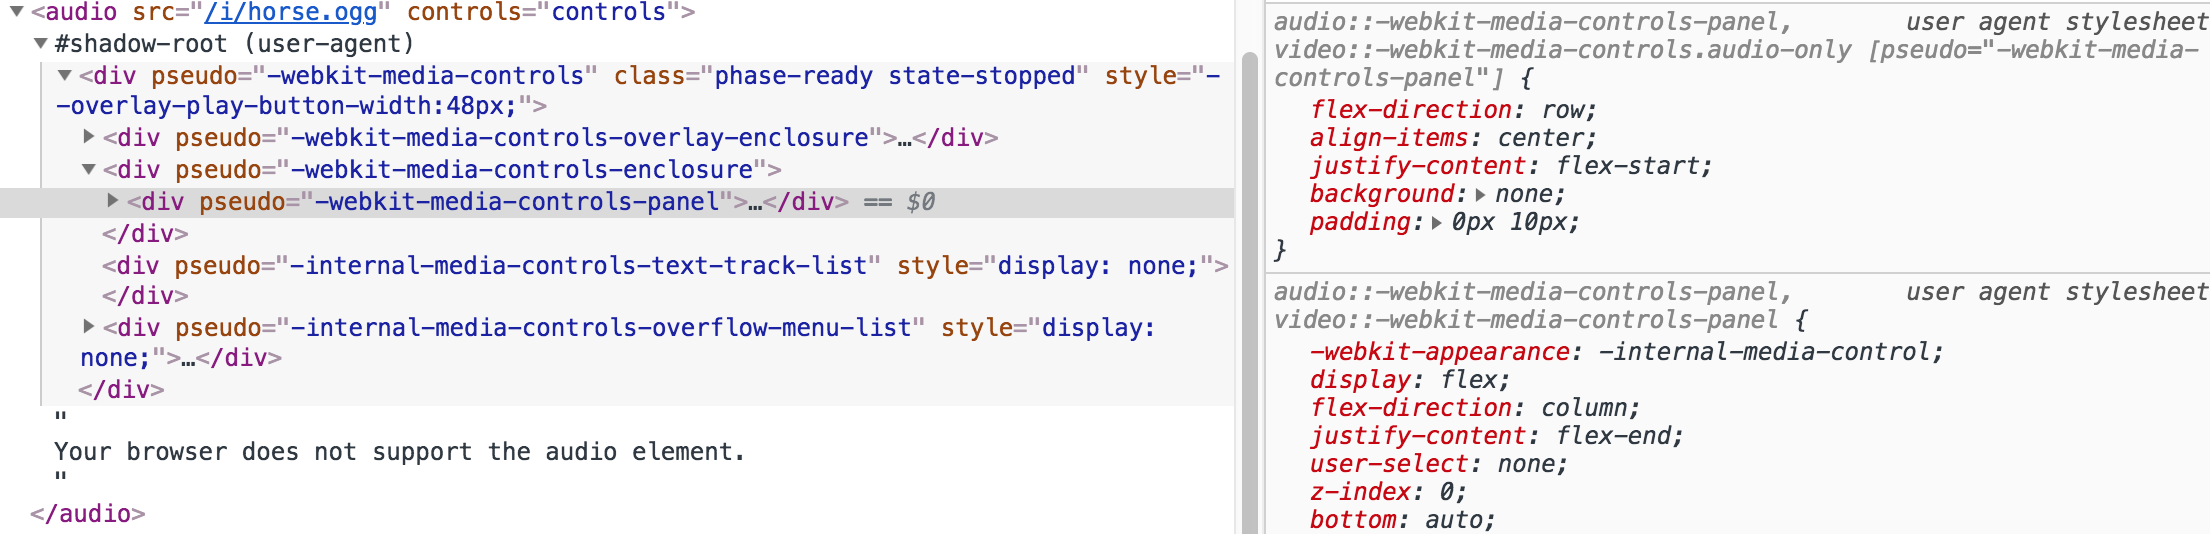 <audio src="/i/horse.ogg" controls="controls">
#shadow-root (user-agent)
<div pseudo="-webkit-media-controls" class="phase-ready state-stopped" style="-
-overlay-play-button-width:48px;">
<div pseudo="-webkit-media-controls-overlay-enclosure">…</div>
<div pseudo="-webkit-media-controls-enclosure">
<div pseudo="-webkit-media-controls-panel">…</div> == $0
</div>
<div pseudo="-internal-media-controls-text-track-list" style="display: none;">
</div>
<div pseudo="-internal-media-controls-overflow-menu-list" style="display:
none;">…</div>
</div>
"
Your browser does not support the audio element.
"
</audio>
audio::-webkit-media-controls-panel, user agent stylesheet
video::-webkit-media-controls.audio-only [pseudo="-webkit-media-
controls-panel"] {
flex-direction: row;
align-items: center;
justify-content: flex-start;
background: none;
padding: 0px 10px;
}
audio::-webkit-media-controls-panel, user agent stylesheet
video::-webkit-media-controls-panel {
-webkit-appearance: -internal-media-control;
display: flex;
flex-direction: column;
justify-content: flex-end;
user-select: none;
z-index: 0;
bottom: auto;